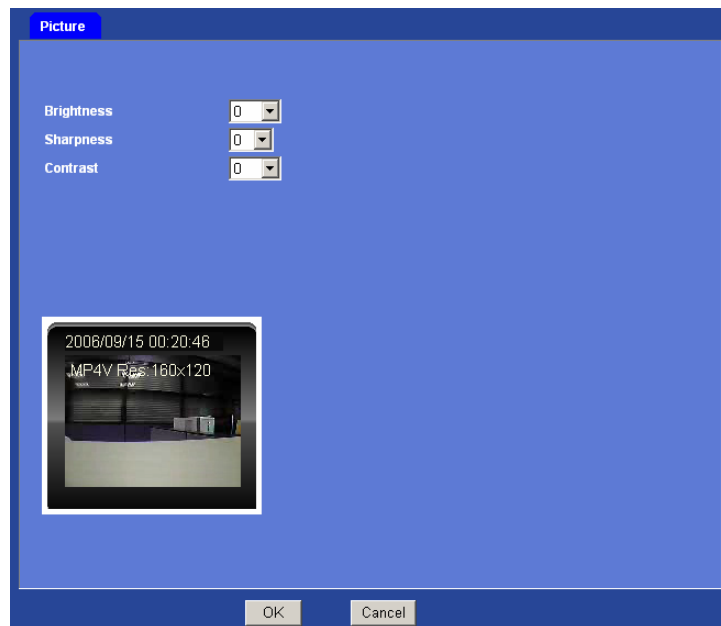 Picture
Brightness 0
Sharpness 0
Contrast 0
2006/09/15 00:20:46
MP4V Res:160x120
OK Cancel